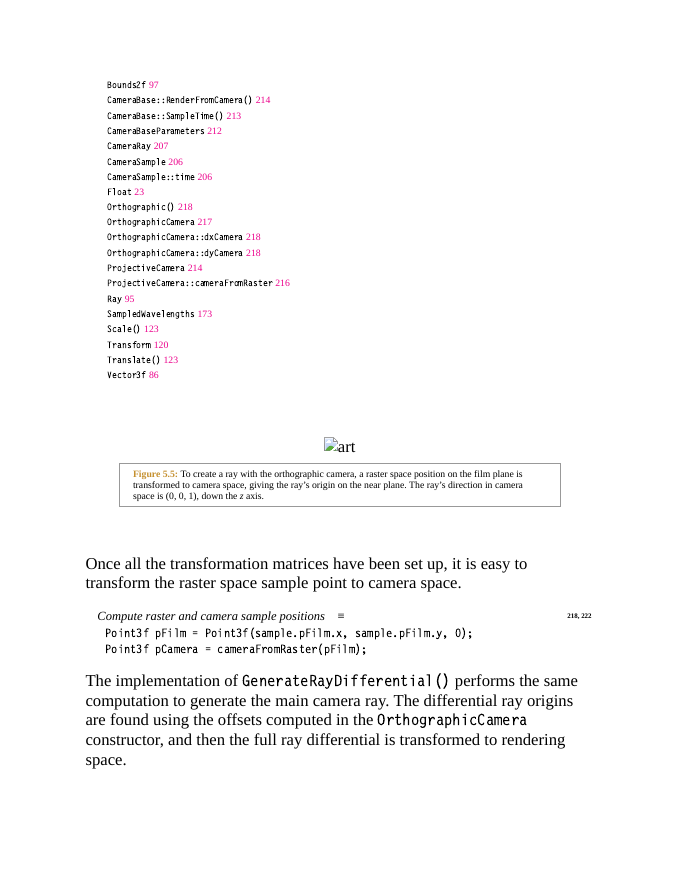 Bounds2f 97
CameraBase::RenderFromCamera() 214
CameraBase::SampleTime() 213
CameraBaseParameters 212
CameraRay 207
CameraSample 206
CameraSample::time 206
Float 23
Orthographic() 218
OrthographicCamera 217
OrthographicCamera::dxCamera 218
OrthographicCamera::dyCamera 218
ProjectiveCamera 214
ProjectiveCamera::cameraFromRaster 216
Ray 95
SampledWavelengths 173
Scale() 123
Transform 120
Translate() 123
Vector3f 86
art
Figure 5.5: To create a ray with the orthographic camera, a raster space position on the film plane is
transformed to camera space, giving the ray’s origin on the near plane. The ray’s direction in camera
space is (0, 0, 1), down the z axis.
Once all the transformation matrices have been set up, it is easy to
transform the raster space sample point to camera space.
Compute raster and camera sample positions ≡ 218, 222
Point3f pFilm = Point3f(sample.pFilm.x, sample.pFilm.y, 0);
Point3f pCamera = cameraFromRaster(pFilm);
The implementation of GenerateRayDifferential() performs the same
computation to generate the main camera ray. The differential ray origins
are found using the offsets computed in the OrthographicCamera
constructor, and then the full ray differential is transformed to rendering
space.